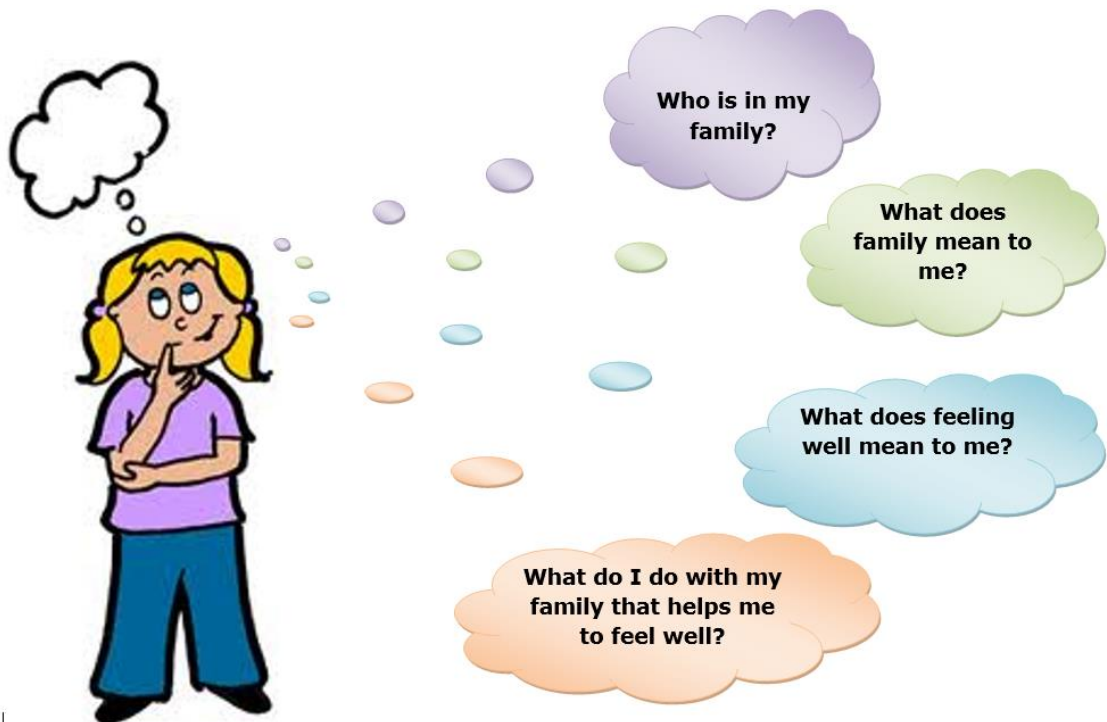 Who is in my
family?
What does
family mean to
me?
What does feeling
well mean to me?
What do I do with my
family that helps me
to feel well?